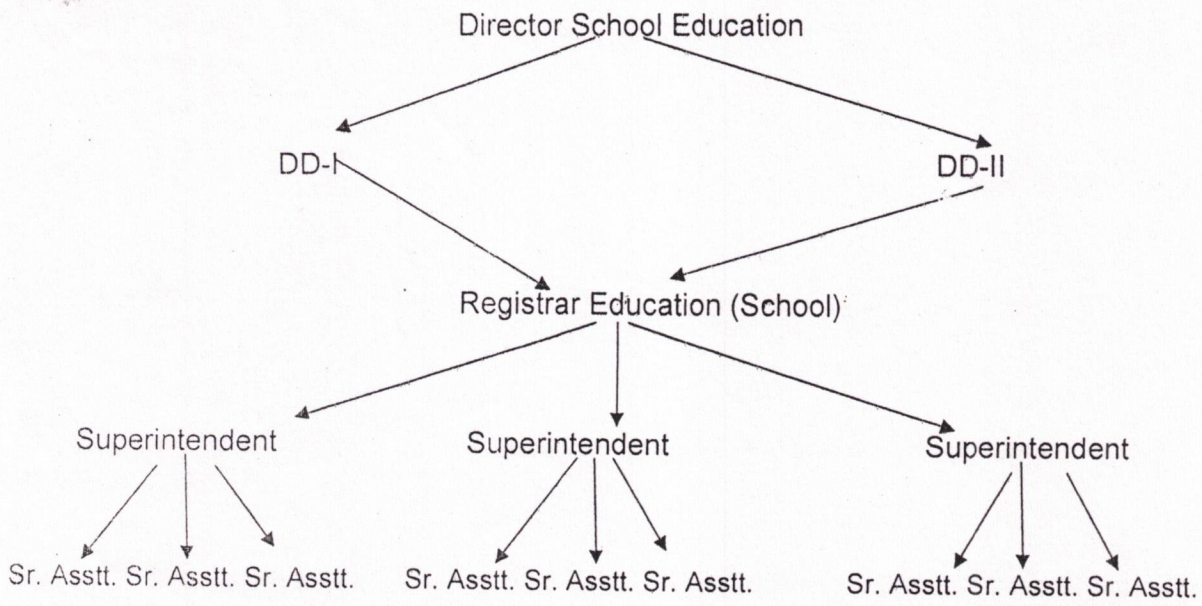 Director School Education
DD-I
DD-II
Registrar Education (School)
Superintendent
Superintendent
Superintendent
Sr. Asstt. Sr. Asstt. Sr. Asstt.
Sr. Asstt. Sr. Asstt. Sr. Asstt.
Sr. Asstt. Sr. Asstt. Sr. Asstt.